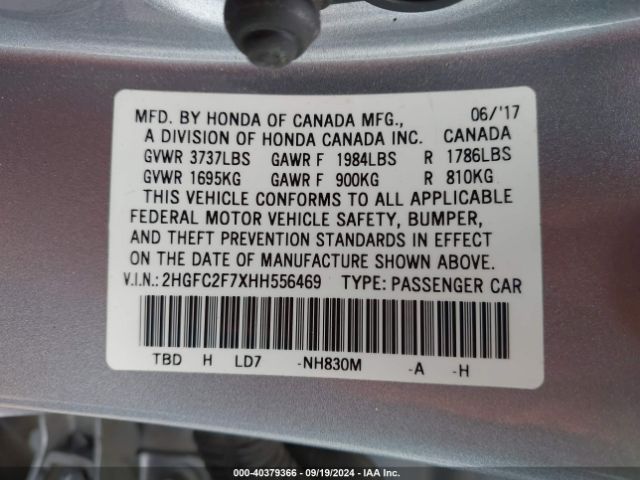 MFD. BY HONDA OF CANADA MFG., 06/'17
A DIVISION OF HONDA CANADA INC. CANADA
GVWR 3737LBS GAWR F 1984LBS R 1786LBS
GVWR 1695KG GAWR F 900KG R 810KG
THIS VEHICLE CONFORMS TO ALL APPLICABLE
FEDERAL MOTOR VEHICLE SAFETY, BUMPER,
AND THEFT PREVENTION STANDARDS IN EFFECT
ON THE DATE OF MANUFACTURE SHOWN ABOVE.
V.I.N.: 2HGFC2F7XHH556469 TYPE: PASSENGER CAR
TBD H LD7 -NH830M -A -H
000-40379366 - 09/19/2024 - IAA Inc.